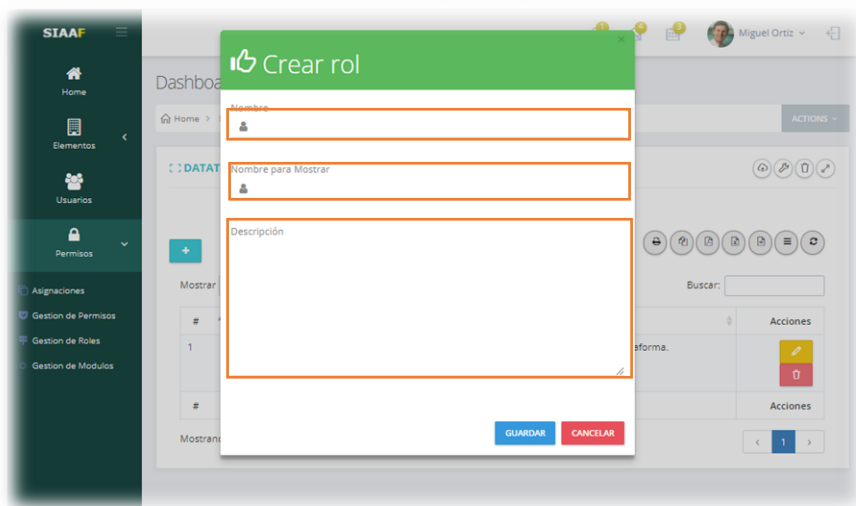 SIAAF
Miguel Ortiz
Home
Elementos
Usuarios
Permisos
Asignaciones
Gestion de Permisos
Gestion de Roles
Gestion de Modulos
Dashboa
Home >
ACTIONS
DATAT
Mostrar
Buscar:
#
Acciones
1
aforma.
#
Acciones
Mostrand
< 1 >
× 
Crear rol
Nombre
Nombre para Mostrar
Descripción
GUARDAR
CANCELAR